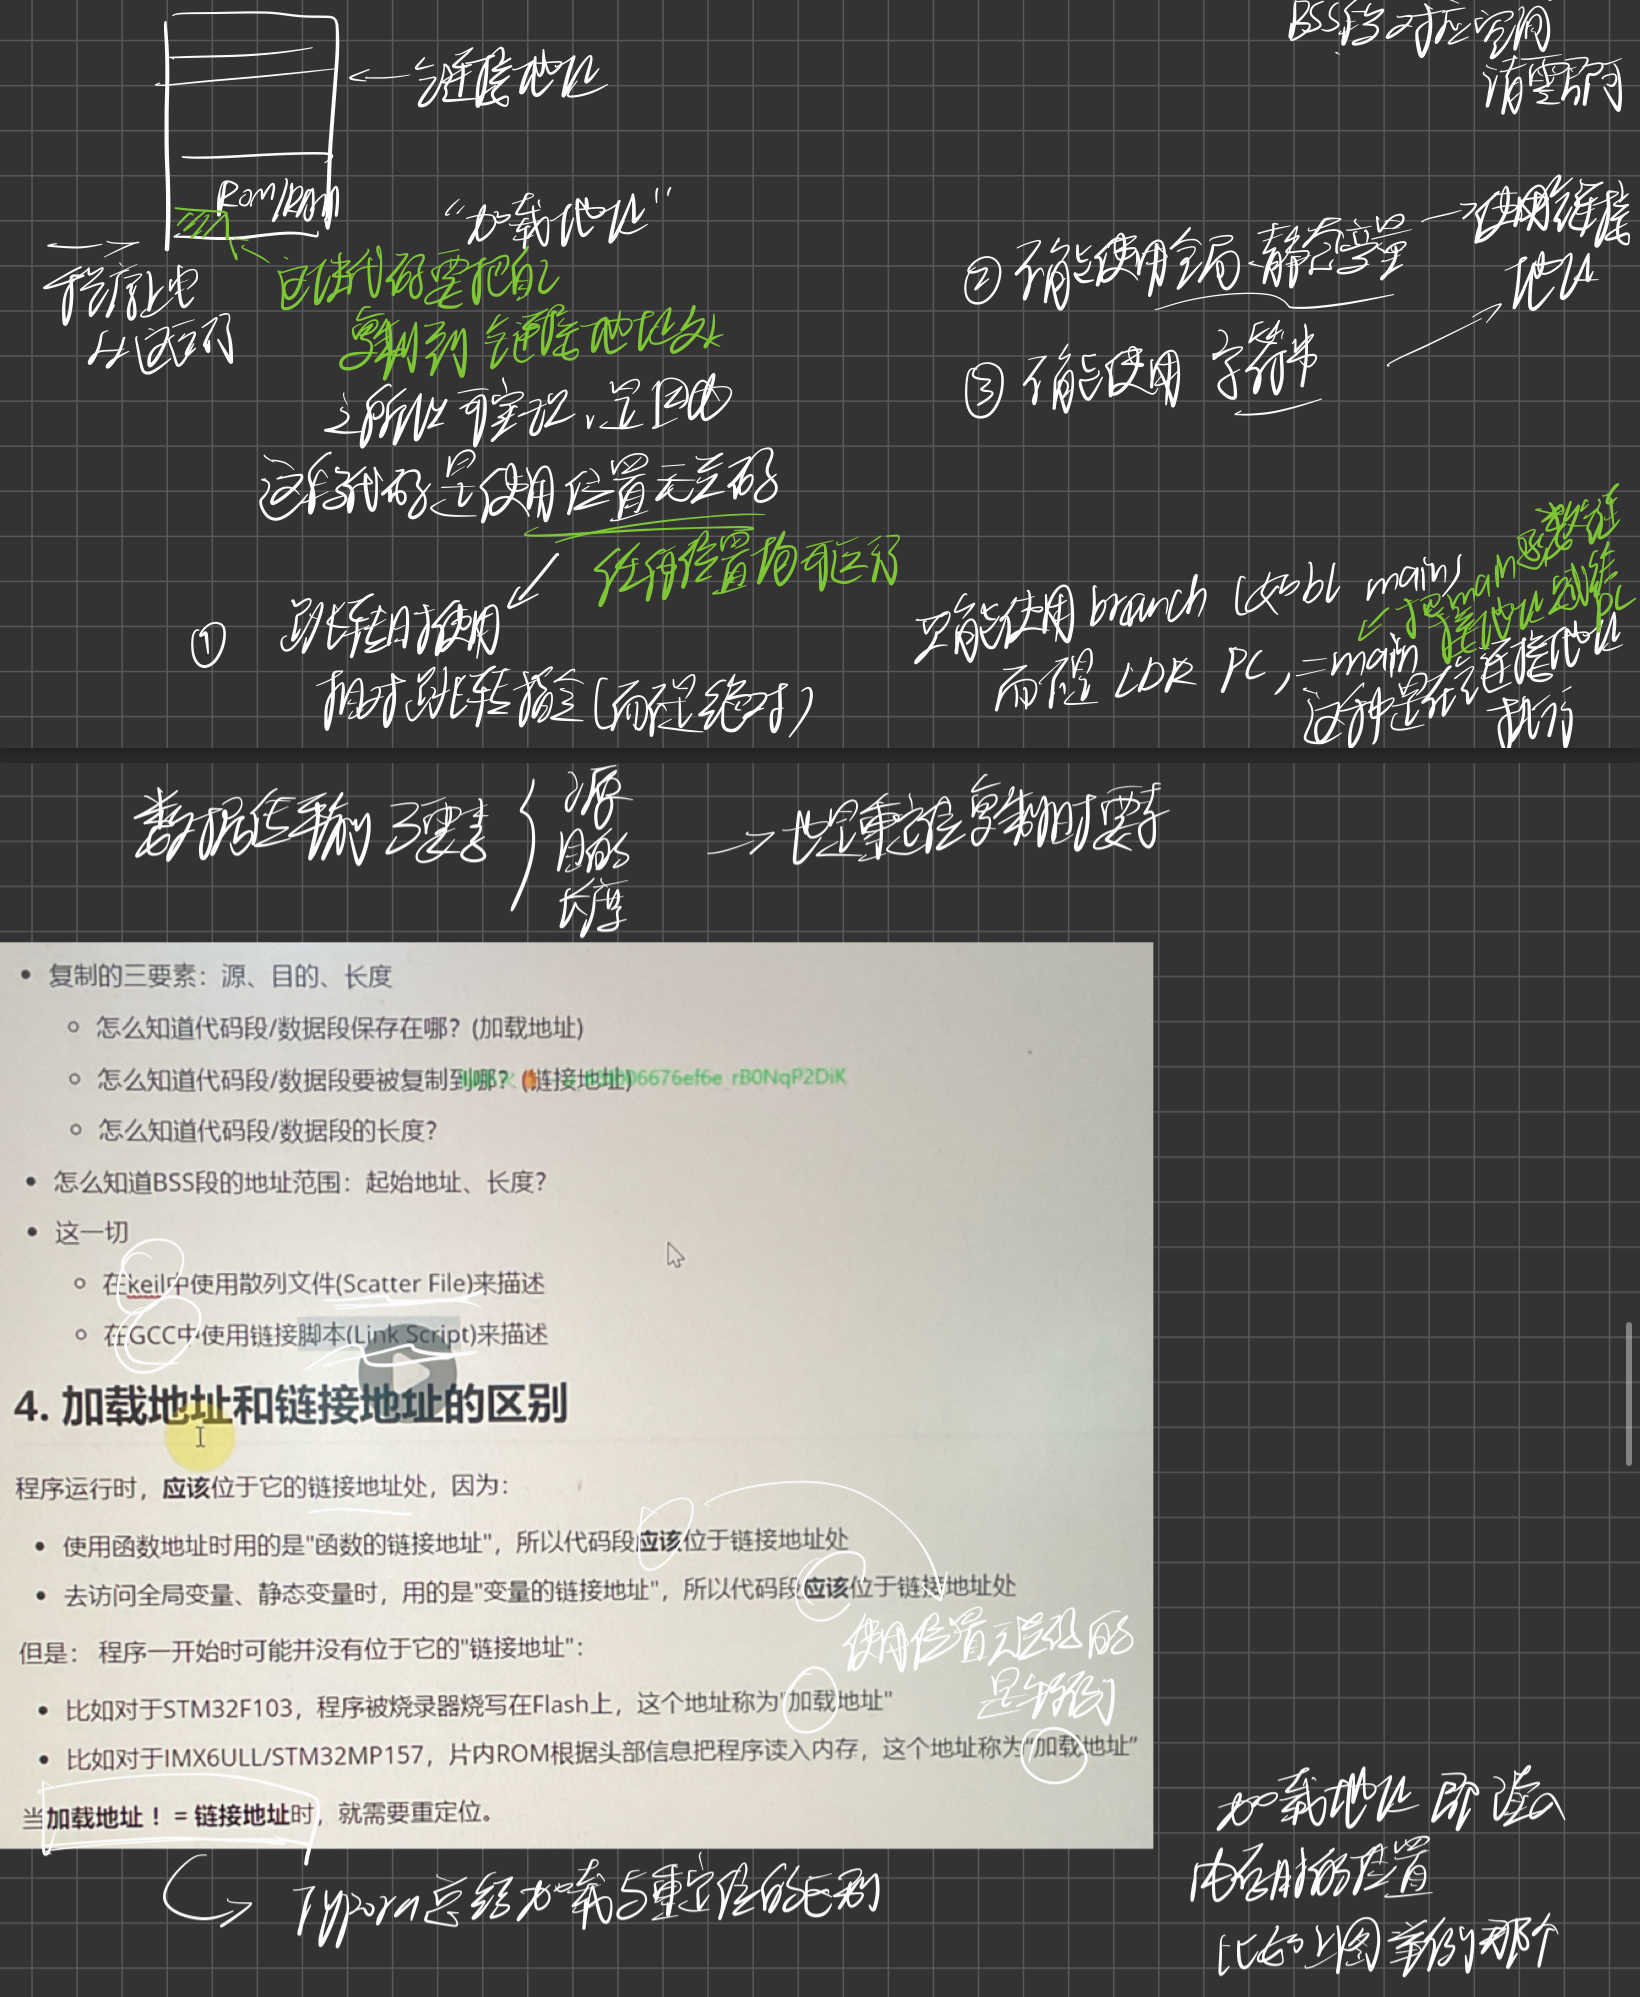 BSS段对应空间
清零即可
← 链接地址
ROM/RAM
"加载地址"
程序上电
从这运行
这块代码要把自己
复制到链接地址处
之所以可实现，是因为
这段代码是使用位置无关码
任何位置均可运行
① 跳转时使用
相对跳转指令(而不是绝对)
② 不能使用全局、静态变量 → 使用链接
地址
③ 不能使用 字符串
只能使用branch (如bl main)
而不是 LDR PC, =main
← 把main函数链
接地址赋给
PC
这种是在链接地址
执行
数据传输 3要素
源
目的
长度
→ 也是重定位复制时要求
复制的三要素：源、目的、长度
怎么知道代码段/数据段保存在哪？(加载地址)
怎么知道代码段/数据段要被复制到哪？(链接地址)
6676ef6e_rB0NqP2DiK
怎么知道代码段/数据段的长度？
怎么知道BSS段的地址范围：起始地址、长度？
这一切
在keil中使用散列文件(Scatter File)来描述
在GCC中使用链接脚本(Link Script)来描述
4. 加载地址和链接地址的区别
程序运行时，应该位于它的链接地址处，因为：
使用函数地址时用的是"函数的链接地址"，所以代码段应该位于链接地址处
去访问全局变量、静态变量时，用的是"变量的链接地址"，所以代码段应该位于链接地址处
使用位置无关码的
是特例
但是： 程序一开始时可能并没有位于它的"链接地址"：
比如对于STM32F103，程序被烧录器烧写在Flash上，这个地址称为"加载地址"
比如对于IMX6ULL/STM32MP157，片内ROM根据头部信息把程序读入内存，这个地址称为"加载地址"
当加载地址！= 链接地址时，就需要重定位。
Typora总结加载与重定位的区别
加载地址即
的位置
比如上图 那个